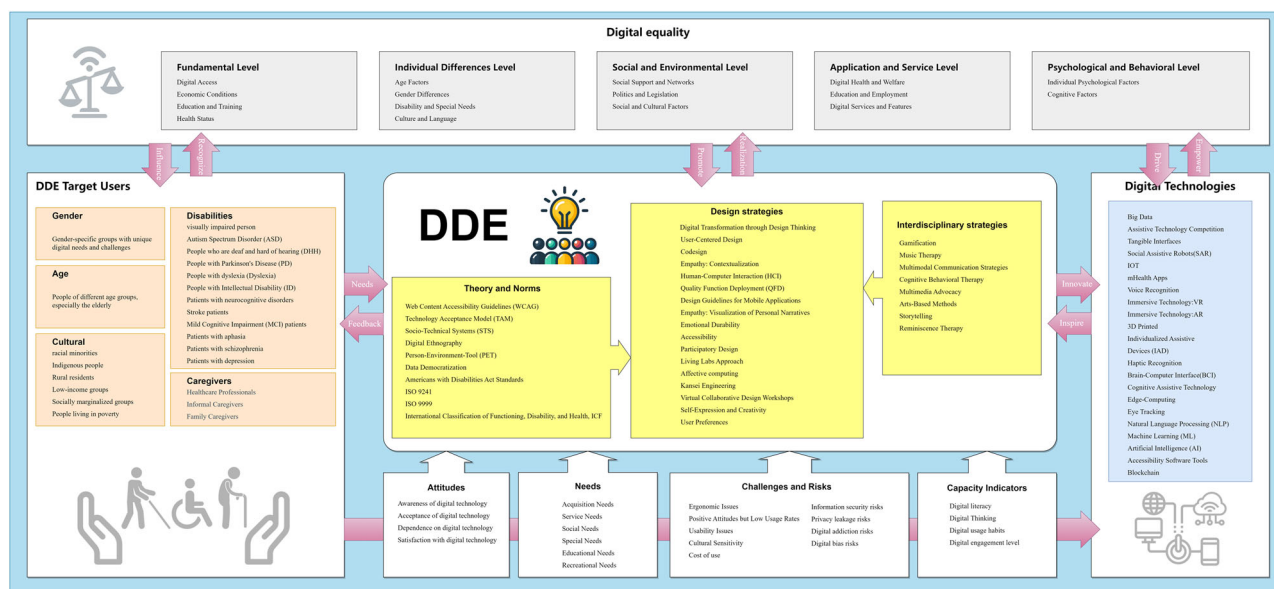 Digital equality
Fundamental Level
Digital Access
Economic Conditions
Education and Training
Health Status
Individual Differences Level
Age Factors
Gender Differences
Disability and Special Needs
Culture and Language
Social and Environmental Level
Social Support and Networks
Politics and Legislation
Social and Cultural Factors
Application and Service Level
Digital Health and Welfare
Education and Employment
Digital Services and Features
Psychological and Behavioral Level
Individual Psychological Factors
Cognitive Factors
Influence
Recognize
Promote
Realization
Drive
Empower
DDE Target Users
Gender
Gender-specific groups with unique
digital needs and challenges
Age
People of different age groups,
especially the elderly
Cultural
racial minorities
Indigenous people
Rural residents
Low-income groups
Socially marginalized groups
People living in poverty
Disabilities
visually impaired person
Autism Spectrum Disorder (ASD)
People who are deaf and hard of hearing (DHH)
People with Parkinson's Disease (PD)
People with dyslexia (Dyslexia)
People with Intellectual Disability (ID)
Patients with neurocognitive disorders
Stroke patients
Mild Cognitive Impairment (MCI) patients
Patients with aphasia
Patients with schizophrenia
Patients with depression
Caregivers
Healthcare Professionals
Informal Caregivers
Family Caregivers
Needs
Feedback
DDE
Theory and Norms
Web Content Accessibility Guidelines (WCAG)
Technology Acceptance Model (TAM)
Socio-Technical Systems (STS)
Digital Ethnography
Person-Environment-Tool (PET)
Data Democratization
Americans with Disabilities Act Standards
ISO 9241
ISO 9999
International Classification of Functioning, Disability, and Health, ICF
Design strategies
Digital Transformation through Design Thinking
User-Centered Design
Codesign
Empathy: Contextualization
Human-Computer Interaction (HCI)
Quality Function Deployment (QFD)
Design Guidelines for Mobile Applications
Empathy: Visualization of Personal Narratives
Emotional Durability
Accessibility
Participatory Design
Living Labs Approach
Affective computing
Kansei Engineering
Virtual Collaborative Design Workshops
Self-Expression and Creativity
User Preferences
Interdisciplinary strategies
Gamification
Music Therapy
Multimodal Communication Strategies
Cognitive Behavioral Therapy
Multimedia Advocacy
Arts-Based Methods
Storytelling
Reminiscence Therapy
Innovate
Inspire
Digital Technologies
Big Data
Assistive Technology Competition
Tangible Interfaces
Social Assistive Robots(SAR)
IOT
mHealth Apps
Voice Recognition
Immersive Technology:VR
Immersive Technology:AR
3D Printed
Individualized Assistive
Devices (IAD)
Haptic Recognition
Brain-Computer Interface(BCI)
Cognitive Assistive Technology
Edge-Computing
Eye Tracking
Natural Language Processing (NLP)
Machine Learning (ML)
Artificial Intelligence (AI)
Accessibility Software Tools
Blockchain
Attitudes
Awareness of digital technology
Acceptance of digital technology
Dependence on digital technology
Satisfaction with digital technology
Needs
Acquisition Needs
Service Needs
Social Needs
Special Needs
Educational Needs
Recreational Needs
Challenges and Risks
Ergonomic Issues
Positive Attitudes but Low Usage Rates
Usability Issues
Cultural Sensitivity
Cost of use
Information security risks
Privacy leakage risks
Digital addiction risks
Digital bias risks
Capacity Indicators
Digital literacy
Digital Thinking
Digital usage habits
Digital engagement level